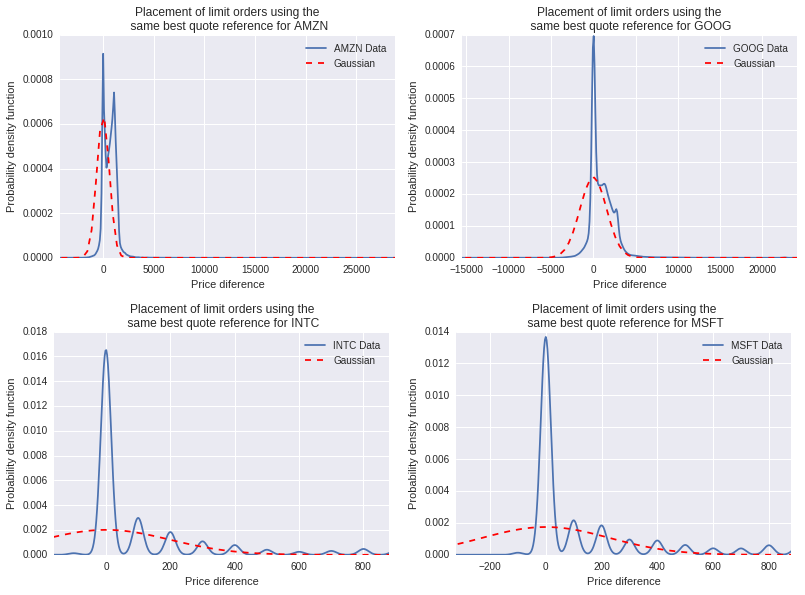 Placement of limit orders using the
same best quote reference for AMZN
Probability density function
0.0010
0.0008
0.0006
0.0004
0.0002
0.0000
AMZN Data
Gaussian
0
5000
10000
15000
20000
25000
Price diference
Placement of limit orders using the
same best quote reference for GOOG
Probability density function
0.0007
0.0006
0.0005
0.0004
0.0003
0.0002
0.0001
0.0000
GOOG Data
Gaussian
−15000
−10000
−5000
0
5000
10000
15000
20000
Price diference
Placement of limit orders using the
same best quote reference for INTC
Probability density function
0.018
0.016
0.014
0.012
0.010
0.008
0.006
0.004
0.002
0.000
INTC Data
Gaussian
0
200
400
600
800
Price diference
Placement of limit orders using the
same best quote reference for MSFT
Probability density function
0.014
0.012
0.010
0.008
0.006
0.004
0.002
0.000
MSFT Data
Gaussian
−200
0
200
400
600
800
Price diference